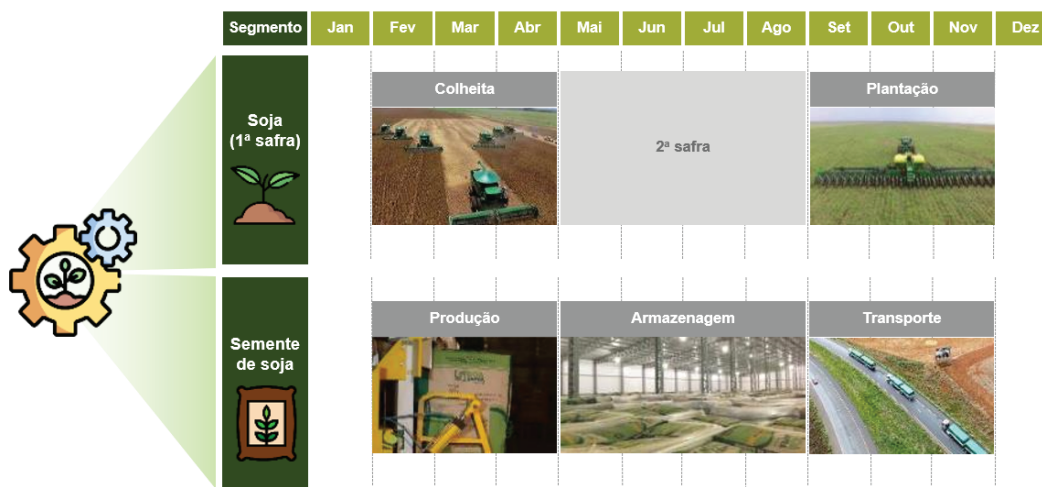 Segmento Jan Fev Mar Abr Mai Jun Jul Ago Set Out Nov Dez
Soja
(1ª safra)
Colheita
2ª safra
Plantação
Semente
de soja
Produção
Armazenagem
Transporte